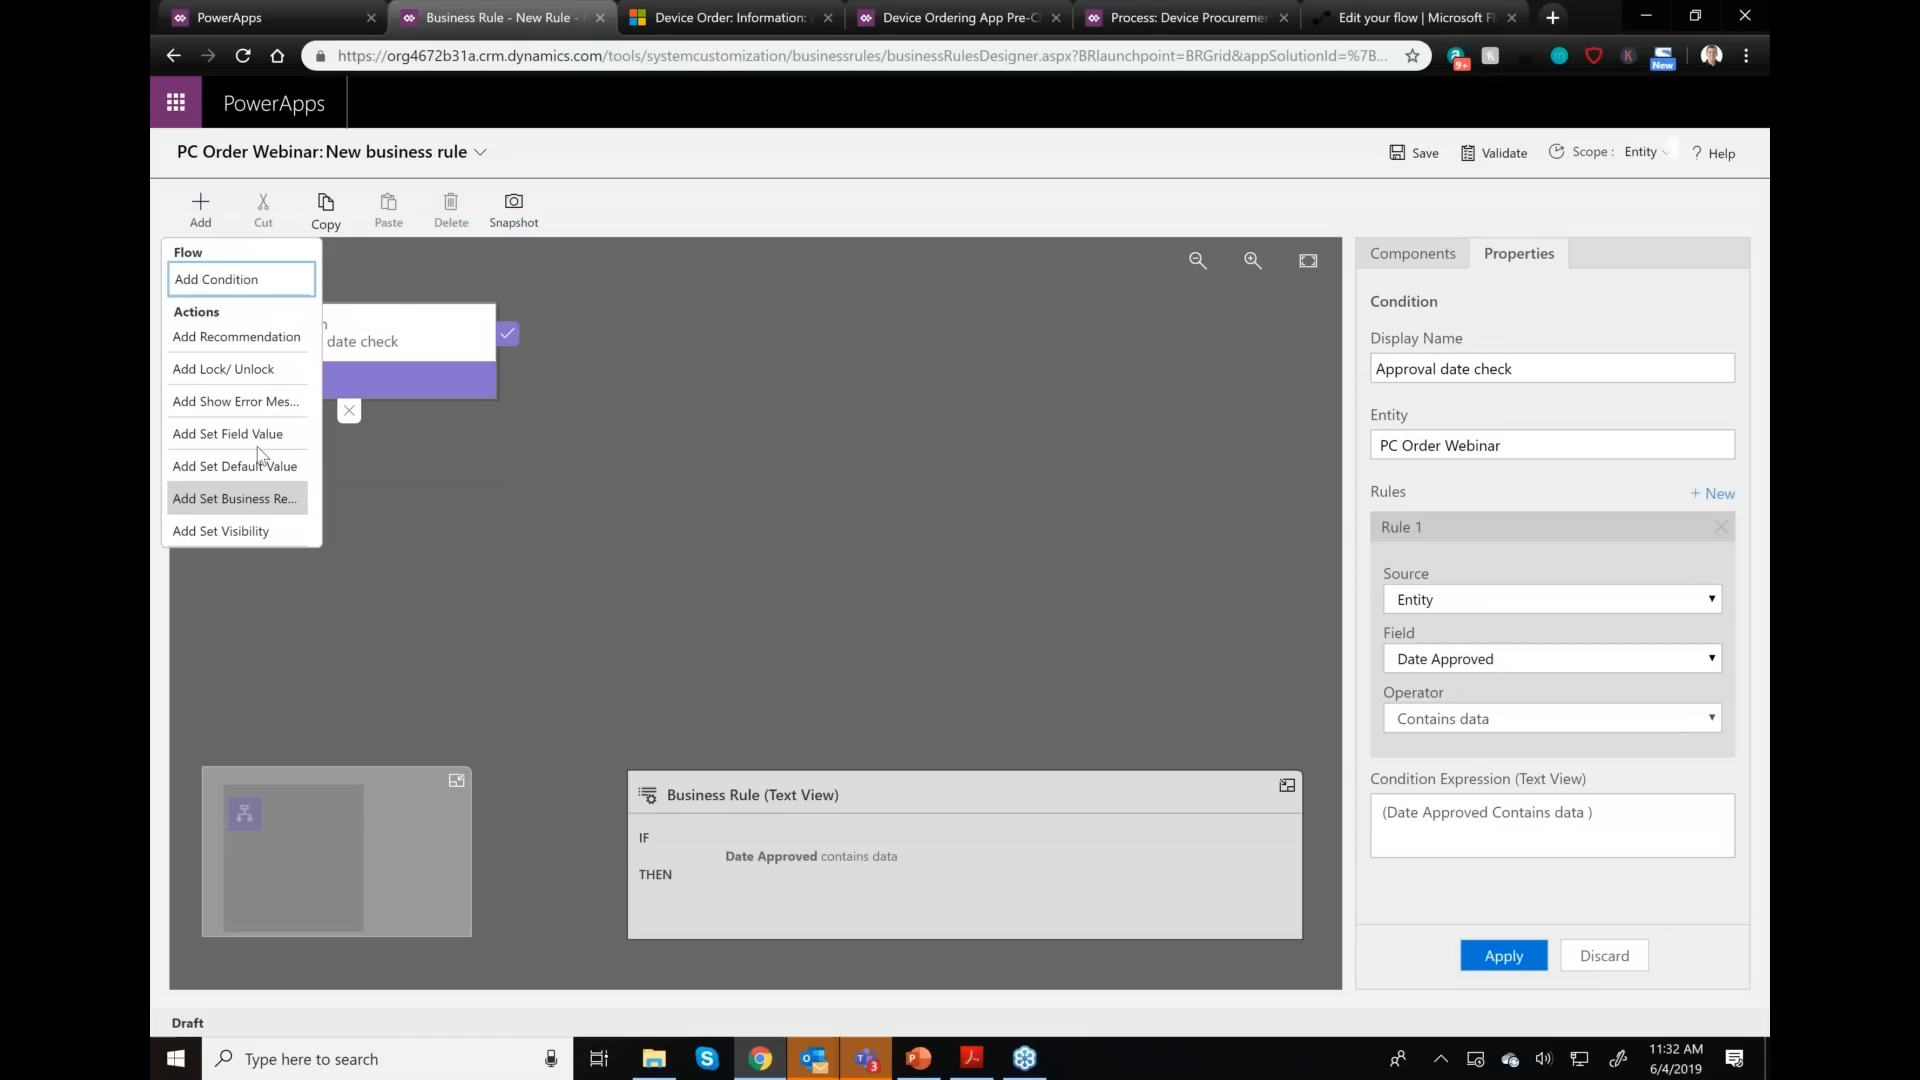 PowerApps
Business Rule - New Rule -
Device Order: Information:
Device Ordering App Pre-C
Process: Device Procuremen
Edit your flow | Microsoft Fl
https://org4672b31a.crm.dynamics.com/tools/systemcustomization/businessrules/businessRulesDesigner.aspx?BRlaunchpoint=BRGrid&appSolutionId=%7B...
9+
K
New
PowerApps
PC Order Webinar: New business rule
Save
Validate
Scope : Entity
? Help
Add
Cut
Copy
Paste
Delete
Snapshot
Flow
Add Condition
Actions
Add Recommendation
Add Lock/ Unlock
Add Show Error Mes...
Add Set Field Value
Add Set Default Value
Add Set Business Re...
Add Set Visibility
n
date check
Components
Properties
Condition
Display Name
Approval date check
Entity
PC Order Webinar
Rules
+ New
Rule 1
Source
Entity
Field
Date Approved
Operator
Contains data
Condition Expression (Text View)
(Date Approved Contains data )
Apply
Discard
Business Rule (Text View)
IF
Date Approved contains data
THEN
Draft
Type here to search
3
11:32 AM
6/4/2019